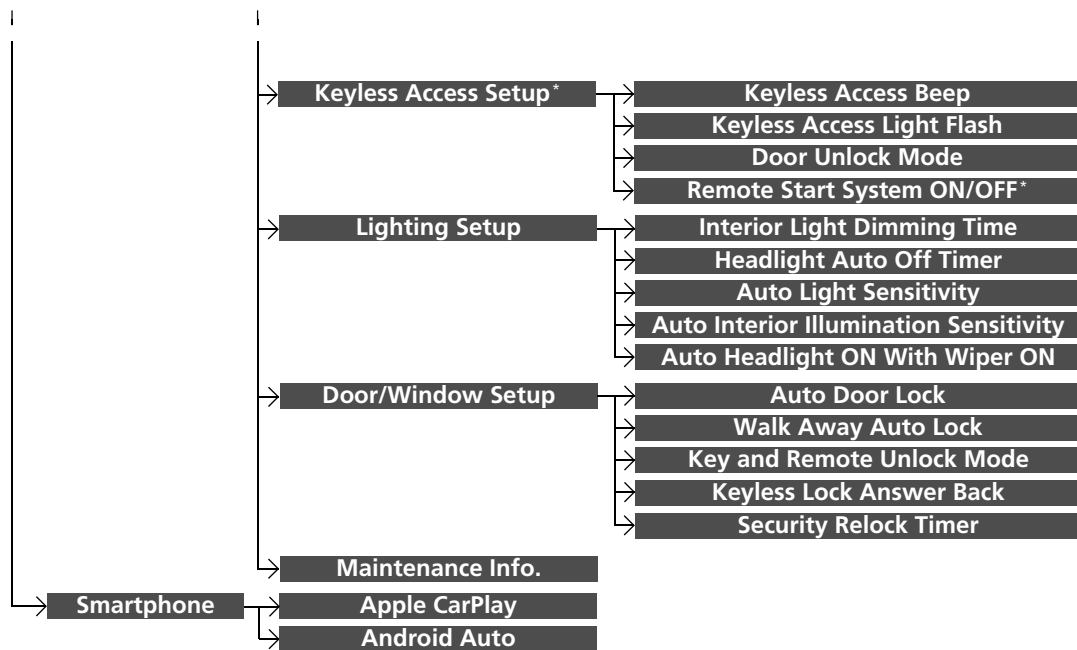 Keyless Access Setup*
Keyless Access Beep
Keyless Access Light Flash
Door Unlock Mode
Remote Start System ON/OFF*
Lighting Setup
Interior Light Dimming Time
Headlight Auto Off Timer
Auto Light Sensitivity
Auto Interior Illumination Sensitivity
Auto Headlight ON With Wiper ON
Door/Window Setup
Auto Door Lock
Walk Away Auto Lock
Key and Remote Unlock Mode
Keyless Lock Answer Back
Security Relock Timer
Maintenance Info.
Smartphone
Apple CarPlay
Android Auto